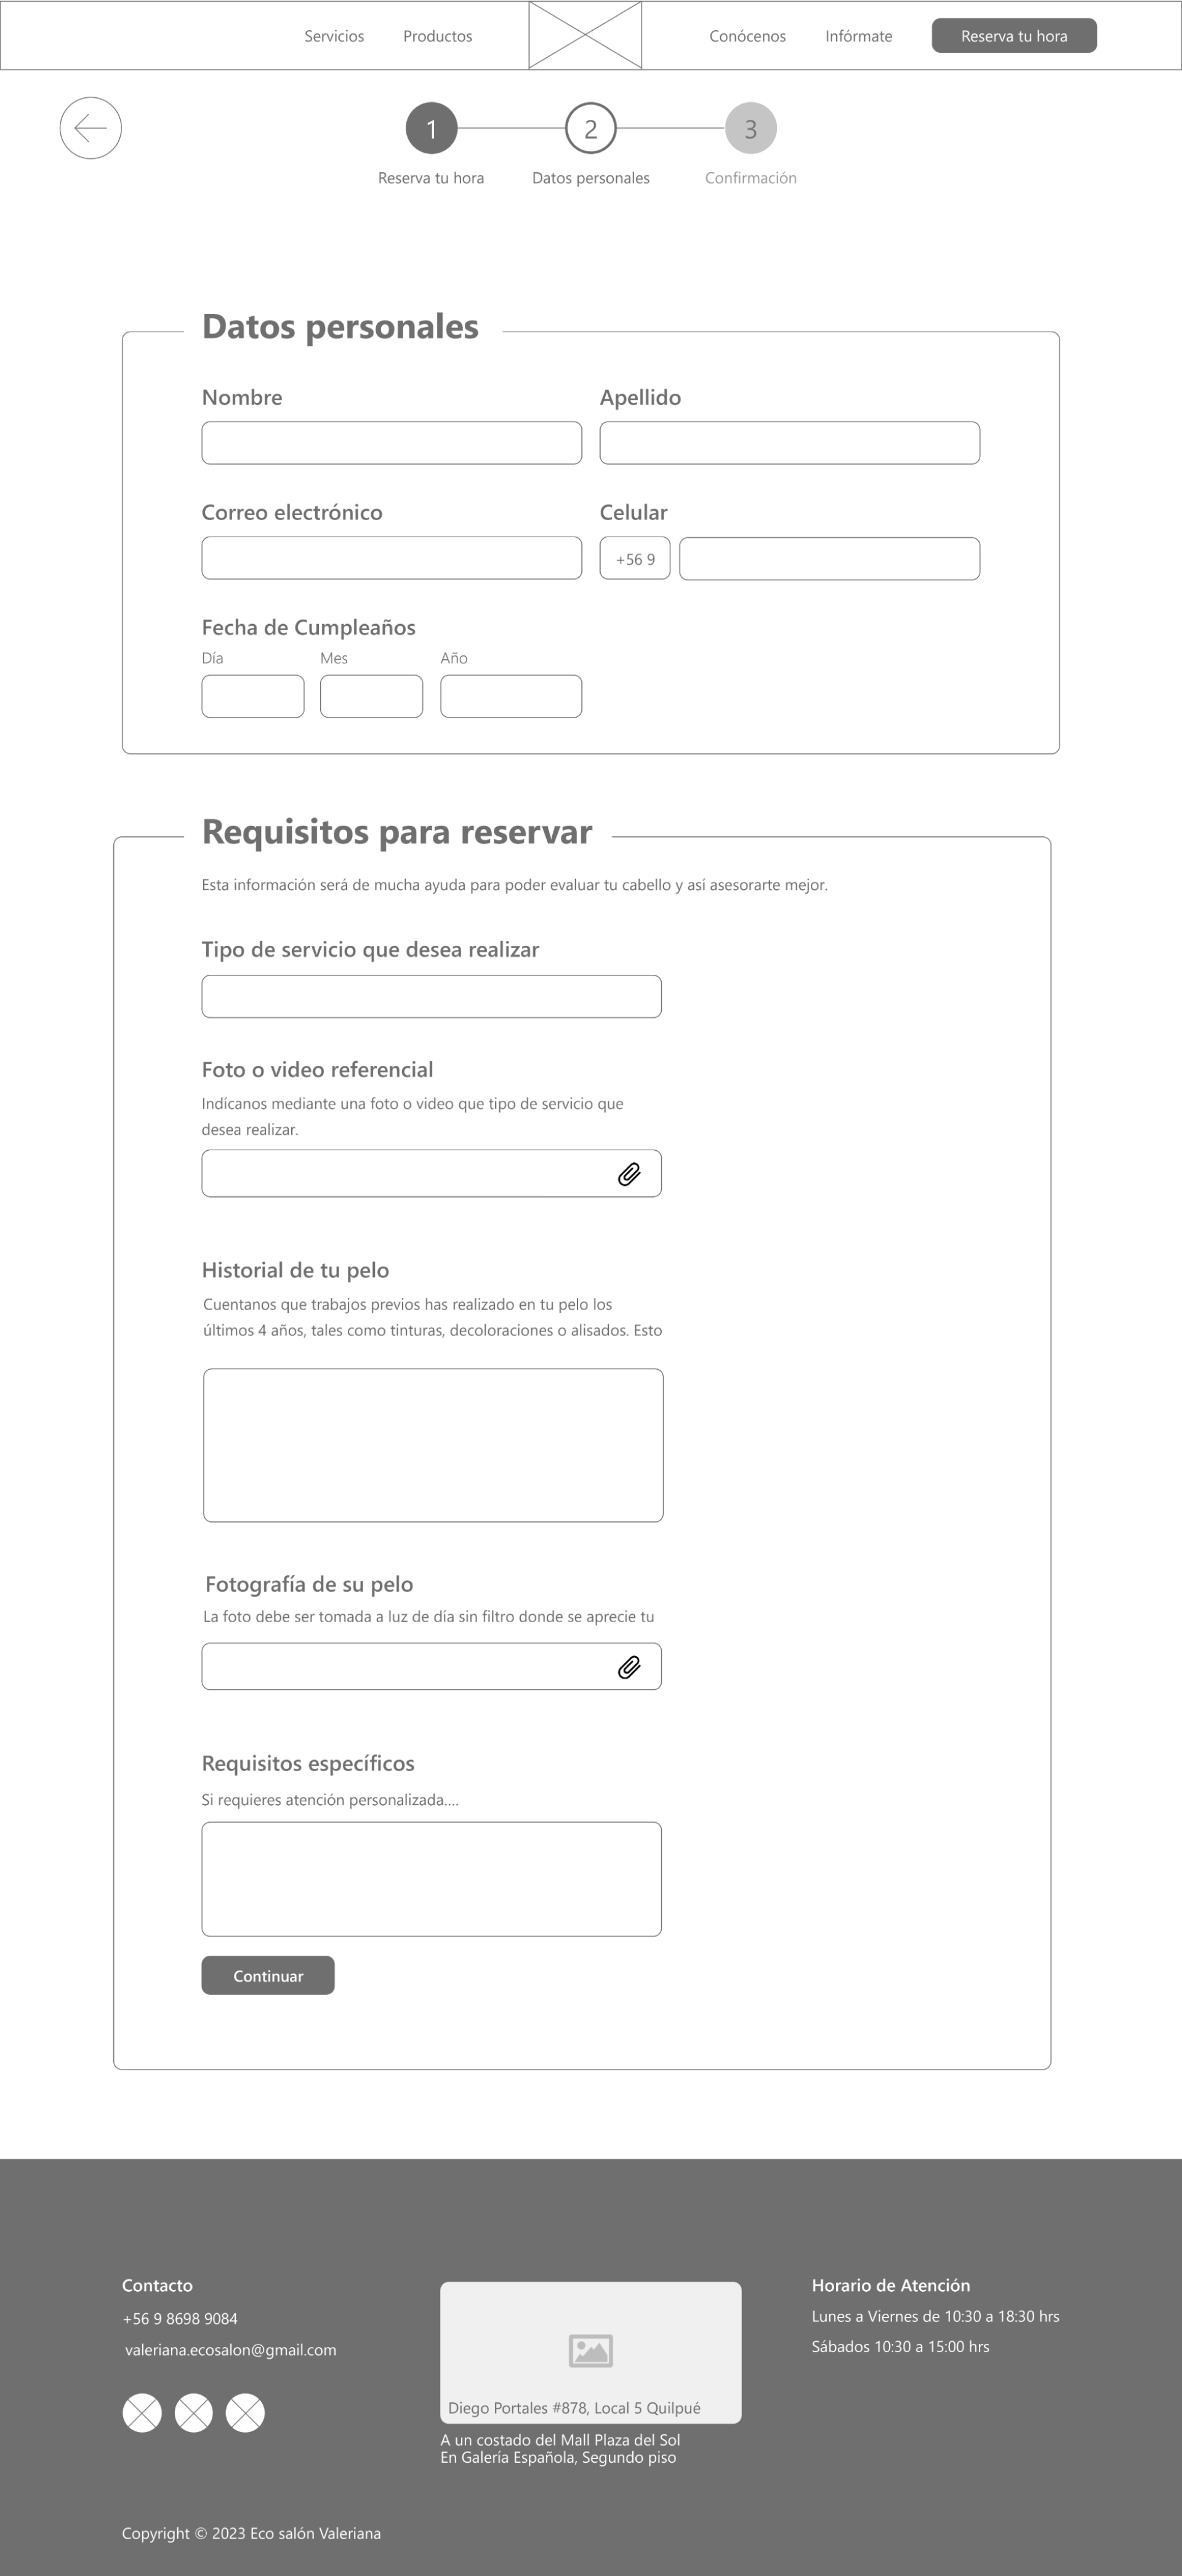 Servicios
Productos
Conócenos
Infórmate
Reserva tu hora
1
2
3
Reserva tu hora
Datos personales
Confirmación
Datos personales
Nombre
Apellido
Correo electrónico
Celular
+56 9
Fecha de Cumpleaños
Día
Mes
Año
Requisitos para reservar
Esta información será de mucha ayuda para poder evaluar tu cabello y así asesorarte mejor.
Tipo de servicio que desea realizar
Foto o video referencial
Indícanos mediante una foto o video que tipo de servicio que
desea realizar.
Historial de tu pelo
Cuentanos que trabajos previos has realizado en tu pelo los
últimos 4 años, tales como tinturas, decoloraciones o alisados. Esto
Fotografía de su pelo
La foto debe ser tomada a luz de día sin filtro donde se aprecie tu
Requisitos específicos
Si requieres atención personalizada....
Continuar
Contacto
+56 9 8698 9084
valeriana.ecosalon@gmail.com
Diego Portales #878, Local 5 Quilpué
A un costado del Mall Plaza del Sol
En Galería Española, Segundo piso
Horario de Atención
Lunes a Viernes de 10:30 a 18:30 hrs
Sábados 10:30 a 15:00 hrs
Copyright © 2023 Eco salón Valeriana